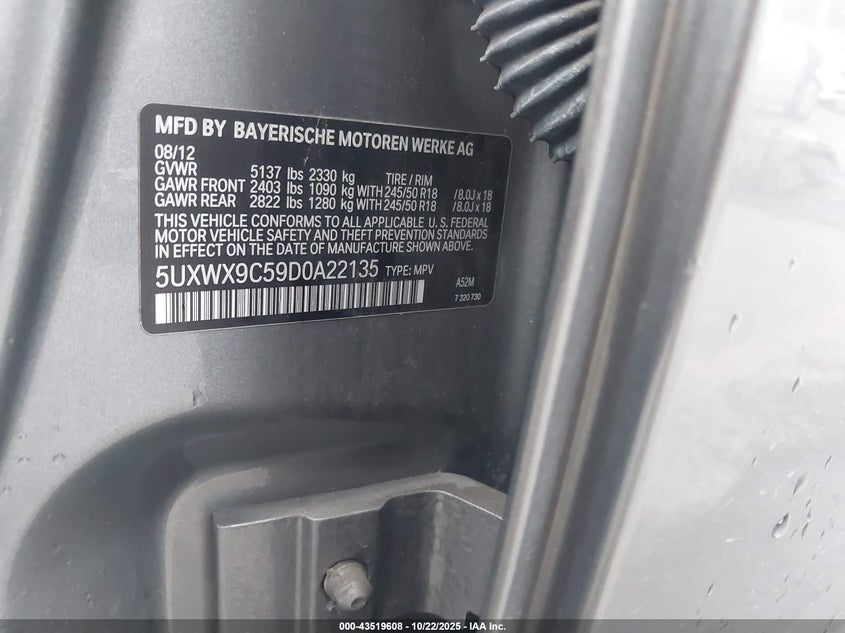 MFD BY BAYERISCHE MOTOREN WERKE AG
08/12
GVWR 5137 lbs 2330 kg TIRE / RIM
GAWR FRONT 2403 lbs 1090 kg WITH 245/50 R18 / 8.0J x 18
GAWR REAR 2822 lbs 1280 kg WITH 245/50 R18 / 8.0J x 18
THIS VEHICLE CONFORMS TO ALL APPLICABLE U. S. FEDERAL
MOTOR VEHICLE SAFETY AND THEFT PREVENTION STANDARDS
IN EFFECT ON THE DATE OF MANUFACTURE SHOWN ABOVE.
5UXWX9C59D0A22135 TYPE: MPV A52M
7 320 730
000-43519608 - 10/22/2025 - IAA Inc.